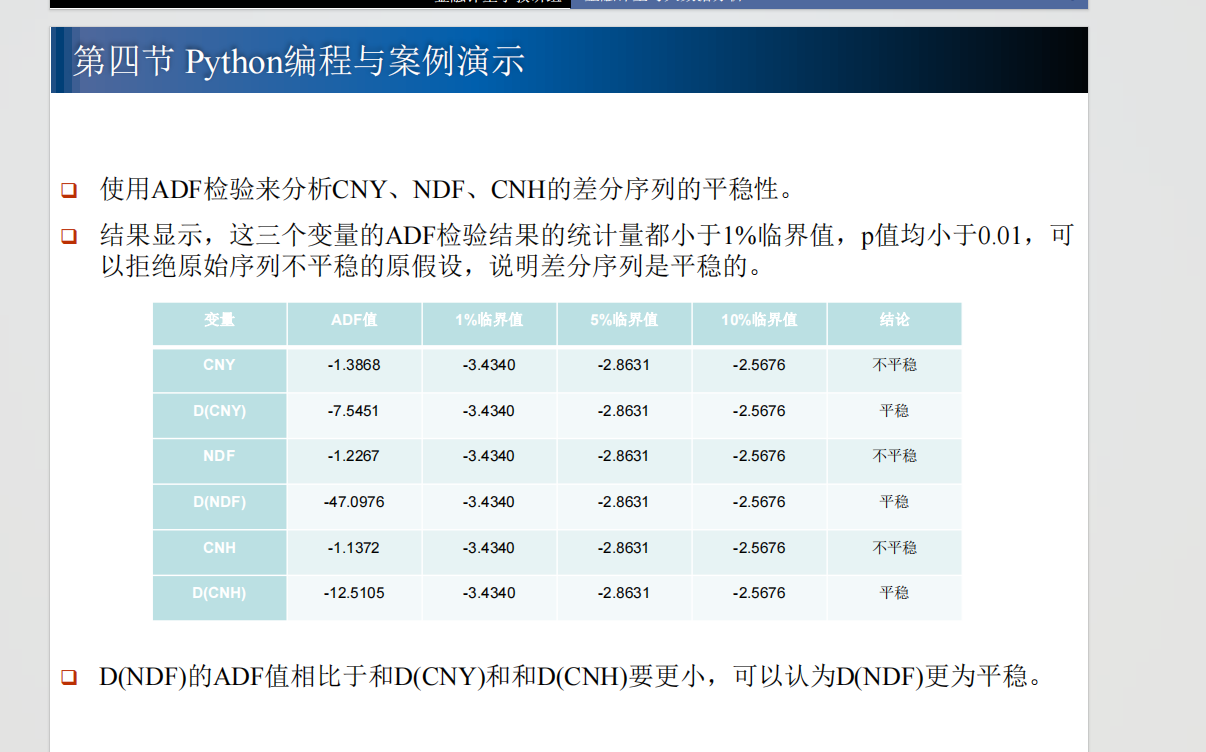 第四节 Python编程与案例演示
使用ADF检验来分析CNY、NDF、CNH的差分序列的平稳性。
结果显示，这三个变量的ADF检验结果的统计量都小于1%临界值，p值均小于0.01，可
以拒绝原始序列不平稳的原假设，说明差分序列是平稳的。
变量 ADF值 1%临界值 5%临界值 10%临界值 结论
CNY -1.3868 -3.4340 -2.8631 -2.5676 不平稳
D(CNY) -7.5451 -3.4340 -2.8631 -2.5676 平稳
NDF -1.2267 -3.4340 -2.8631 -2.5676 不平稳
D(NDF) -47.0976 -3.4340 -2.8631 -2.5676 平稳
CNH -1.1372 -3.4340 -2.8631 -2.5676 不平稳
D(CNH) -12.5105 -3.4340 -2.8631 -2.5676 平稳
D(NDF)的ADF值相比于和D(CNY)和和D(CNH)要更小，可以认为D(NDF)更为平稳。